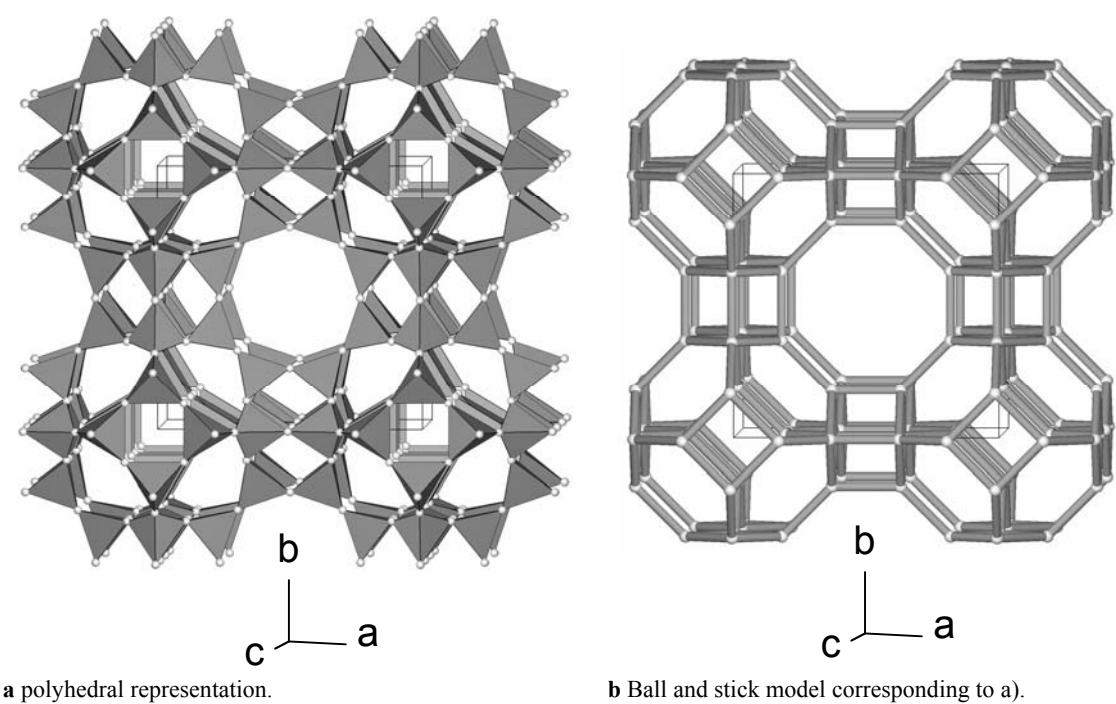 b
a
c
b
a
c
a polyhedral representation.
b Ball and stick model corresponding to a).